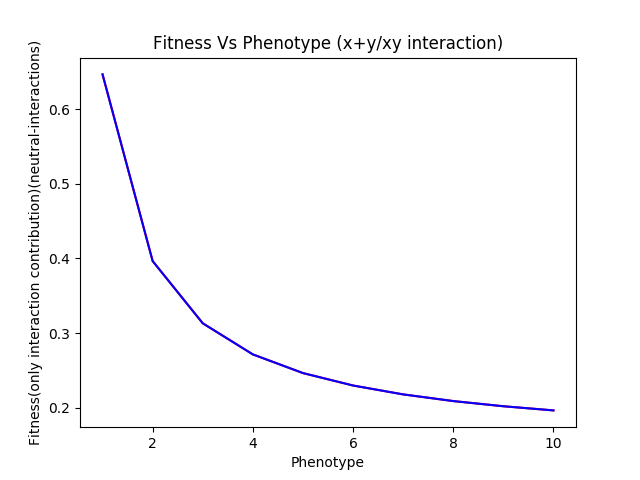 Fitness Vs Phenotype (x+y/xy interaction)
Fitness(only interaction contribution)(neutral-interactions)
0.6
0.5
0.4
0.3
0.2
2 4 6 8 10
Phenotype